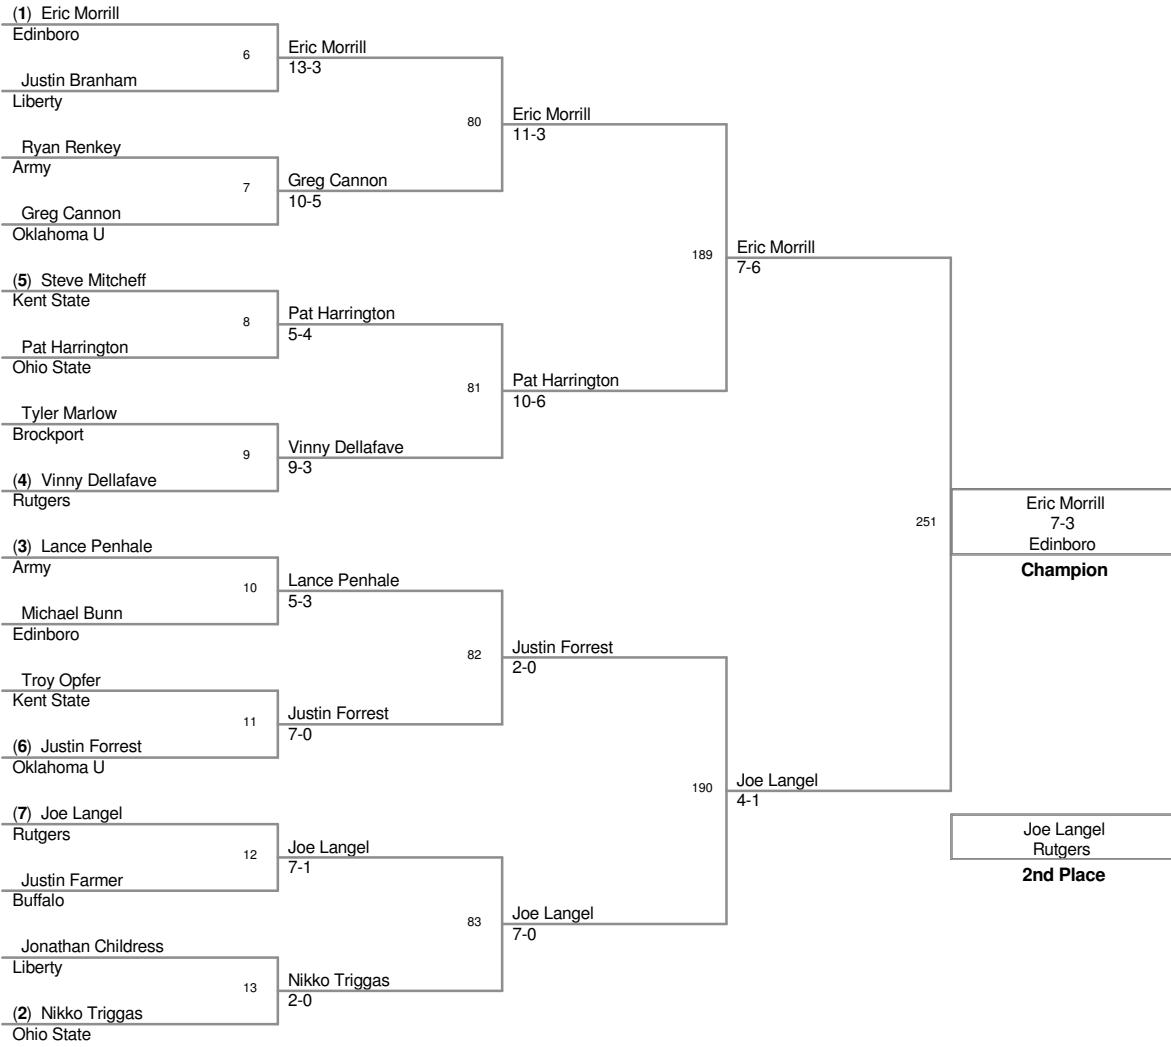 (1) Eric Morrill
Edinboro
6
Justin Branham
Liberty
Eric Morrill
13-3
Ryan Renkey
Army
7
Greg Cannon
Oklahoma U
Greg Cannon
10-5
80
Eric Morrill
11-3
(5) Steve Mitcheff
Kent State
8
Pat Harrington
Ohio State
Pat Harrington
5-4
Tyler Marlow
Brockport
9
(4) Vinny Dellafave
Rutgers
Vinny Dellafave
9-3
81
Pat Harrington
10-6
189
Eric Morrill
7-6
(3) Lance Penhale
Army
10
Michael Bunn
Edinboro
Lance Penhale
5-3
Troy Opfer
Kent State
11
(6) Justin Forrest
Oklahoma U
Justin Forrest
7-0
82
Justin Forrest
2-0
(7) Joe Langel
Rutgers
12
Justin Farmer
Buffalo
Joe Langel
7-1
Jonathan Childress
Liberty
13
(2) Nikko Triggas
Ohio State
Nikko Triggas
2-0
83
Joe Langel
7-0
190
Joe Langel
4-1
251
Eric Morrill
7-3
Edinboro
Champion
Joe Langel
Rutgers
2nd Place